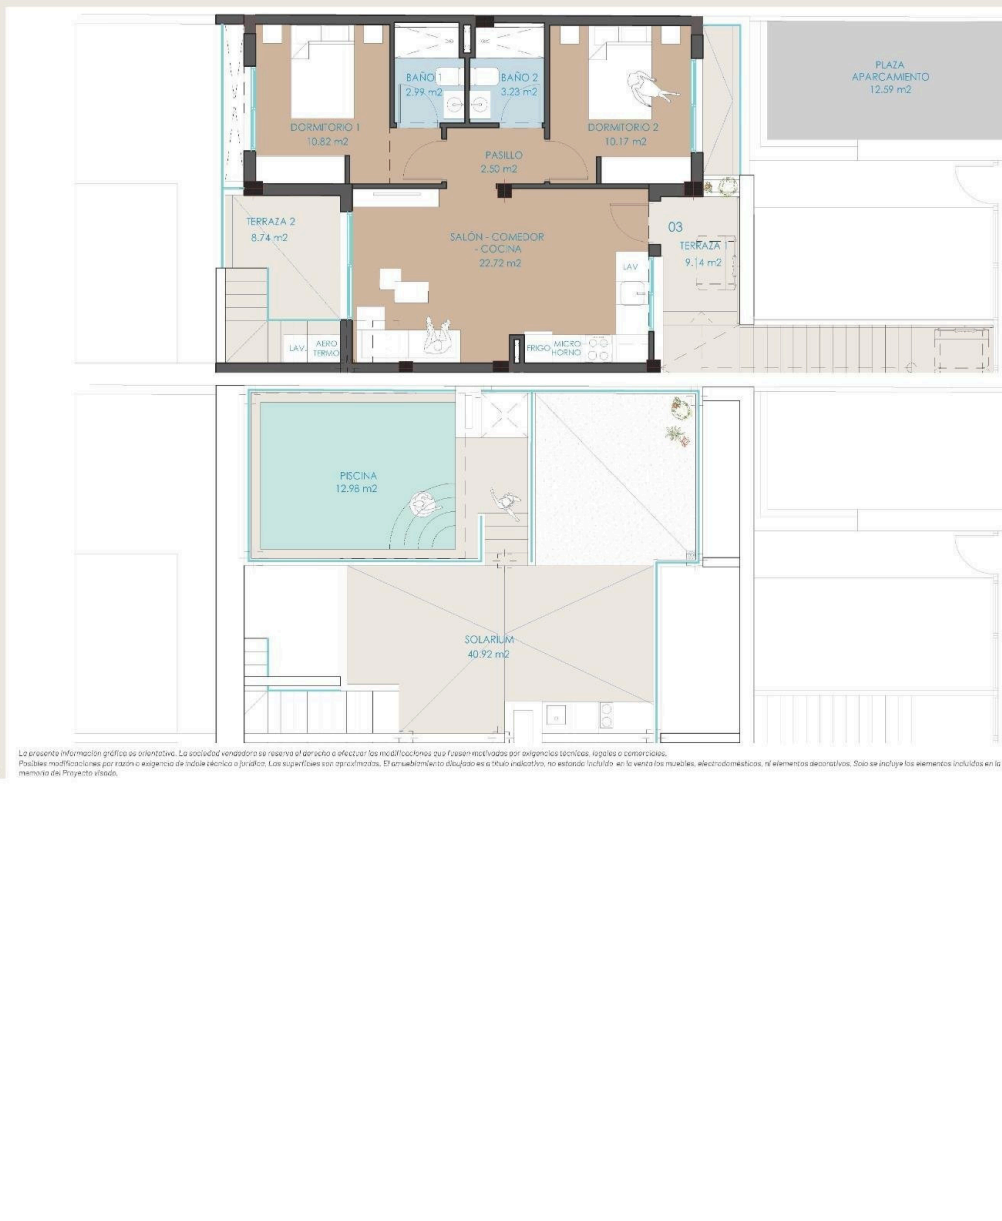 PLAZA
APARCAMIENTO
12.59 m2
BAÑO 1
2.99 m2
BAÑO 2
3.23 m2
DORMITORIO 1
10.82 m2
DORMITORIO 2
10.17 m2
PASILLO
2.50 m2
TERRAZA 2
8.74 m2
SALÓN - COMEDOR
- COCINA
22.72 m2
03
TERRAZA 1
9.14 m2
LAV
LAV.
AERO
TERMO
FRIGO
MICRO
HORNO
PISCINA
12.98 m2
SOLARIUM
40.92 m2
La presente información gráfica es orientativa. La sociedad vendedora se reserva el derecho a efectuar las modificaciones que fuesen motivadas por exigencias técnicas, legales o comerciales.
Posibles modificaciones por razón o exigencia de índole técnica o jurídica. Las superficies son aproximadas. El amueblamiento dibujado es a título indicativo, no estando incluido en la venta los muebles, electrodomésticos, ni elementos decorativos. Solo se incluye los elementos incluidos en la
memoria del Proyecto visado.